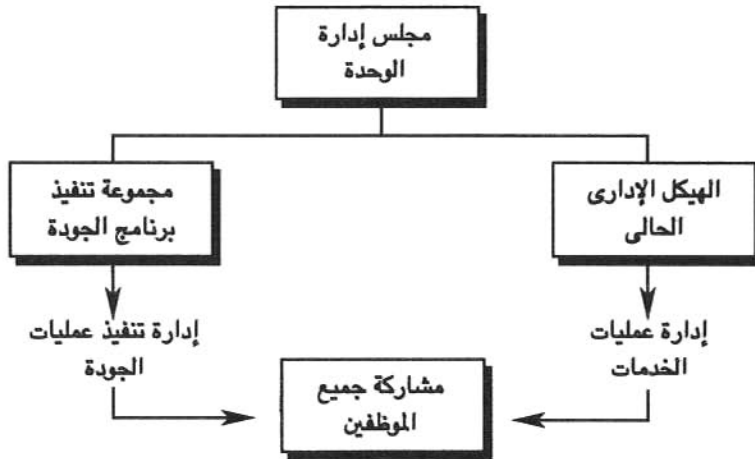 مجلس إدارة
الوحدة
الهيكل الإدارى
الحالى
مجموعة تنفيذ
برنامج الجودة
إدارة عمليات
الخدمات
إدارة تنفيذ عمليات
الجودة
مشاركة جميع
الموظفين